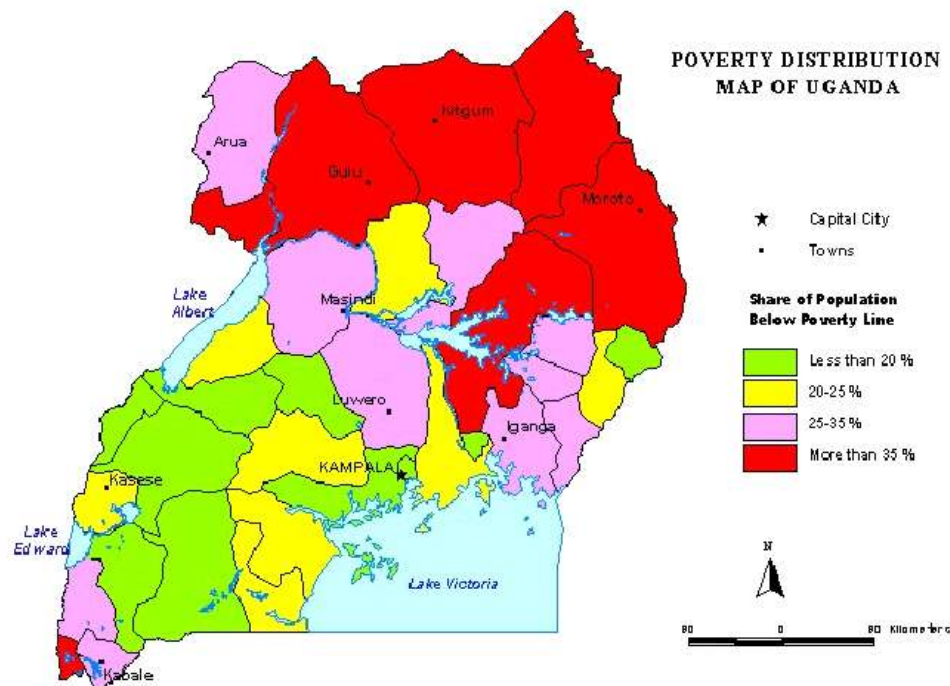 POVERTY DISTRIBUTION
MAP OF UGANDA
Kitgum
Arua
Gulu
Moroto
Capital City
Towns
Lake
Albert
Masindi
Share of Population
Below Poverty Line
Less than 20 %
20-25 %
25-35 %
More than 35 %
Luwero
Iganga
KAMPALA
Kasese
Lake
Edward
Lake Victoria
Kabale
N
80 0 80 Kilometers